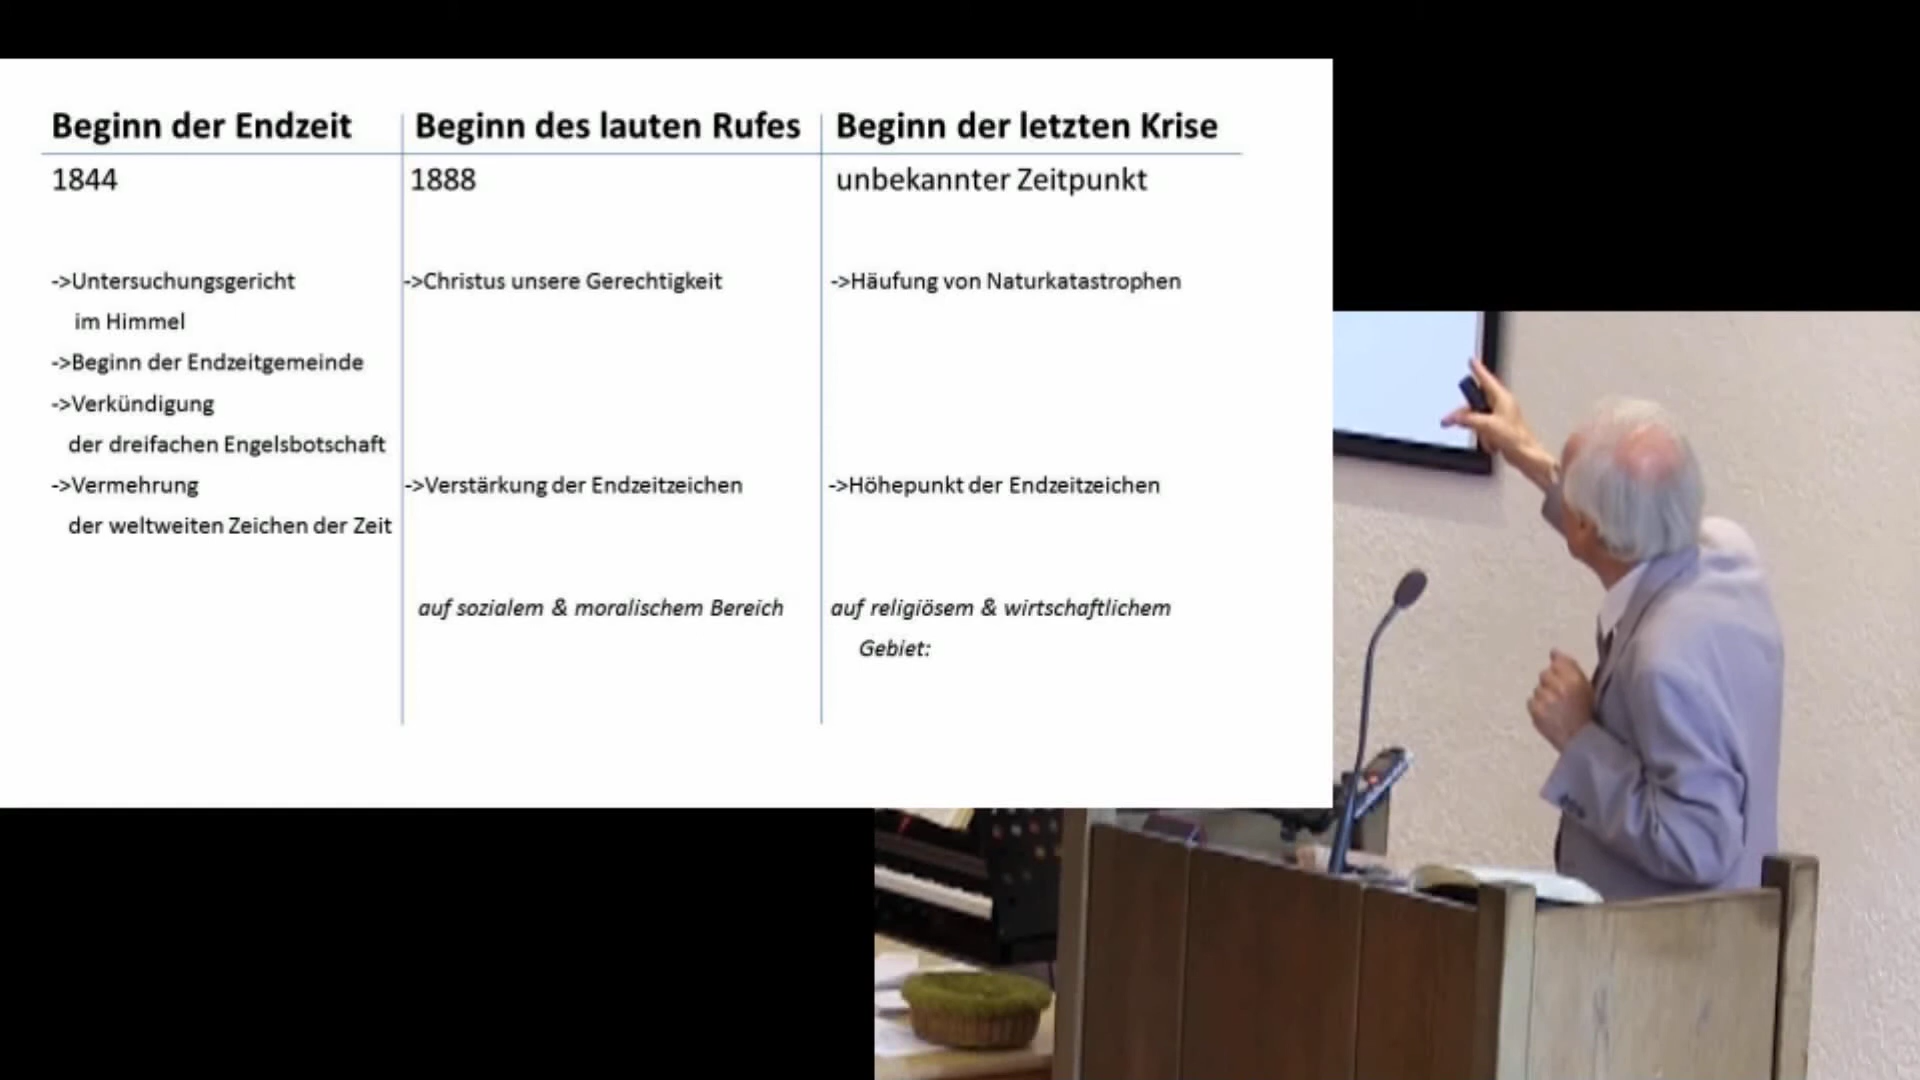 Beginn der Endzeit
Beginn des lauten Rufes
Beginn der letzten Krise
1844
1888
unbekannter Zeitpunkt
->Untersuchungsgericht
im Himmel
->Christus unsere Gerechtigkeit
->Häufung von Naturkatastrophen
->Beginn der Endzeitgemeinde
->Verkündigung
der dreifachen Engelsbotschaft
->Vermehrung
der weltweiten Zeichen der Zeit
->Verstärkung der Endzeitzeichen
->Höhepunkt der Endzeitzeichen
auf sozialem & moralischem Bereich
auf religiösem & wirtschaftlichem
Gebiet: